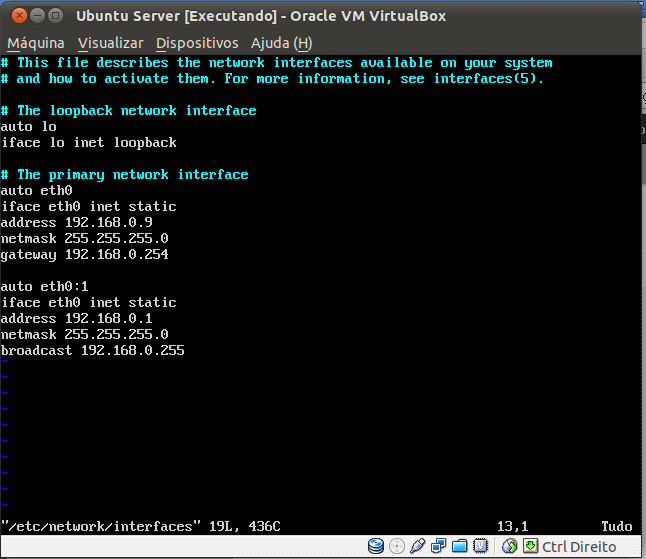 Ubuntu Server [Executando] - Oracle VM VirtualBox
Máquina Visualizar Dispositivos Ajuda (H)
# This file describes the network interfaces available on your system
# and how to activate them. For more information, see interfaces(5).
# The loopback network interface
auto lo
iface lo inet loopback
# The primary network interface
auto eth0
iface eth0 inet static
address 192.168.0.9
netmask 255.255.255.0
gateway 192.168.0.254
auto eth0:1
iface eth0 inet static
address 192.168.0.1
netmask 255.255.255.0
broadcast 192.168.0.255
~
~
~
~
~
~
~
~
~
~
"/etc/network/interfaces" 19L, 436C 13,1 Tudo
Ctrl Direito